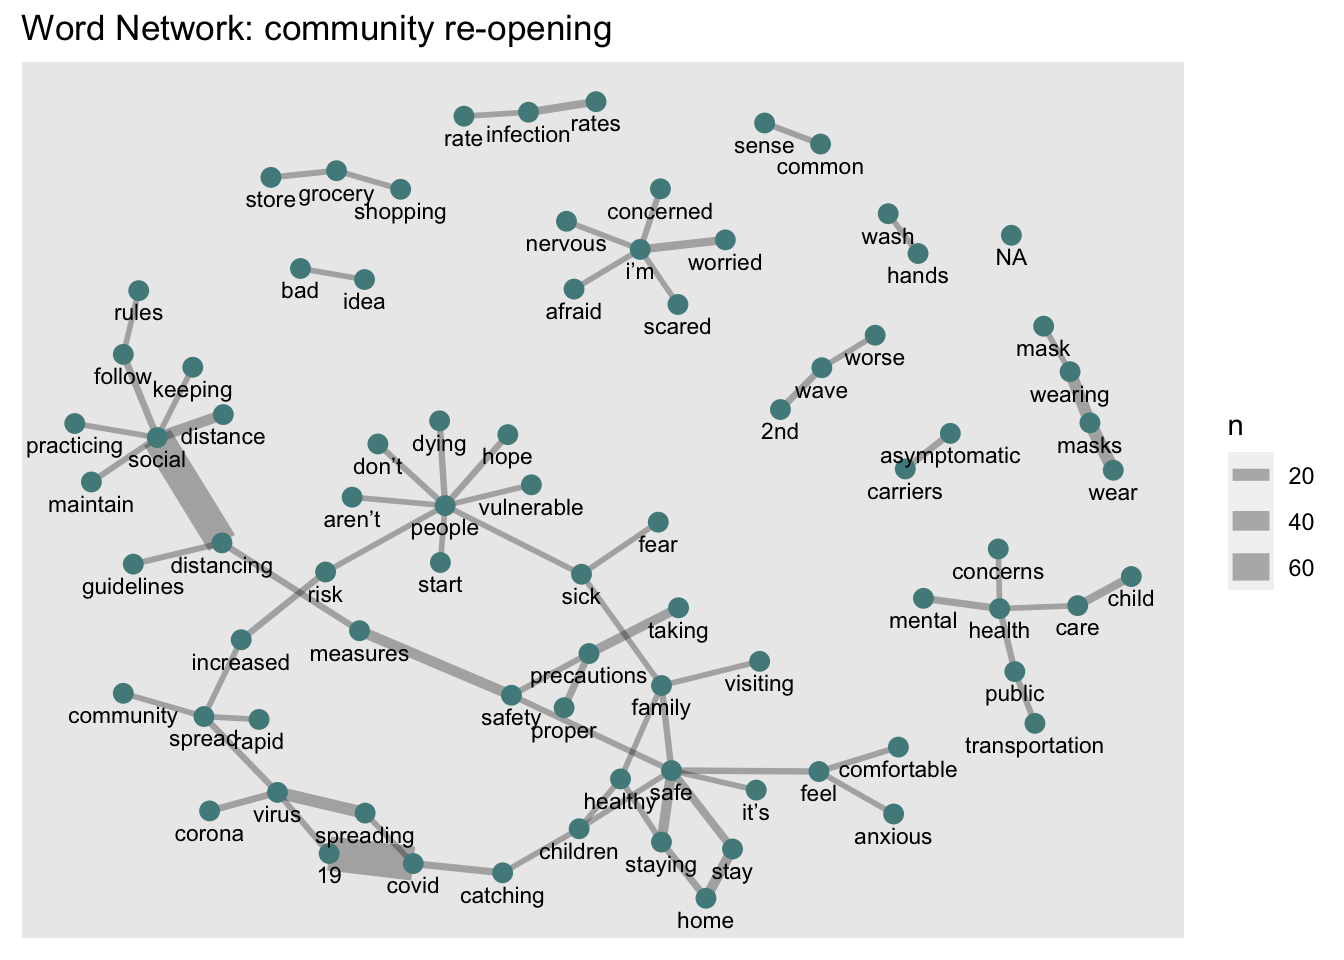 Word Network: community re-opening
rate
infection
rates
sense
common
store
grocery
shopping
concerned
nervous
wash
i’m
worried
NA
hands
bad
idea
afraid
scared
rules
mask
worse
follow
keeping
wave
wearing
2nd
practicing
social
distance
dying
hope
don’t
masks
asymptomatic
carriers
wear
maintain
aren’t
people
vulnerable
n
20
40
60
fear
guidelines
distancing
risk
start
sick
concerns
mental
health
care
child
taking
increased
measures
precautions
visiting
public
community
spread
rapid
safety
proper
family
transportation
virus
healthy
safe
it’s
feel
comfortable
corona
spreading
anxious
children
staying
stay
19
covid
catching
home